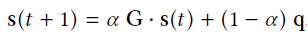 s(t + 1) = α G · s(t) + (1 − α) q